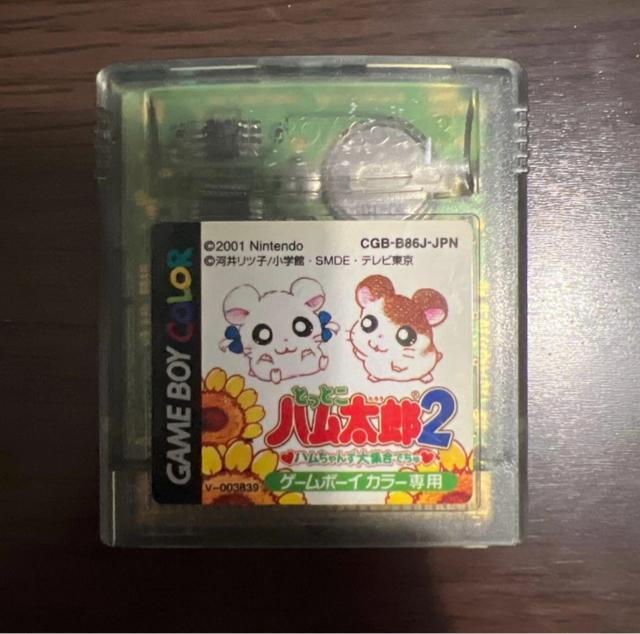 ©2001 Nintendo
CGB-B86J-JPN
©河井リツ子/小学館・SMDE・テレビ東京
GAME BOY COLOR
とっとこ
ハム太郎2
ハムちゃんず大集合でちゅ
V-003839
ゲームボーイ カラー専用